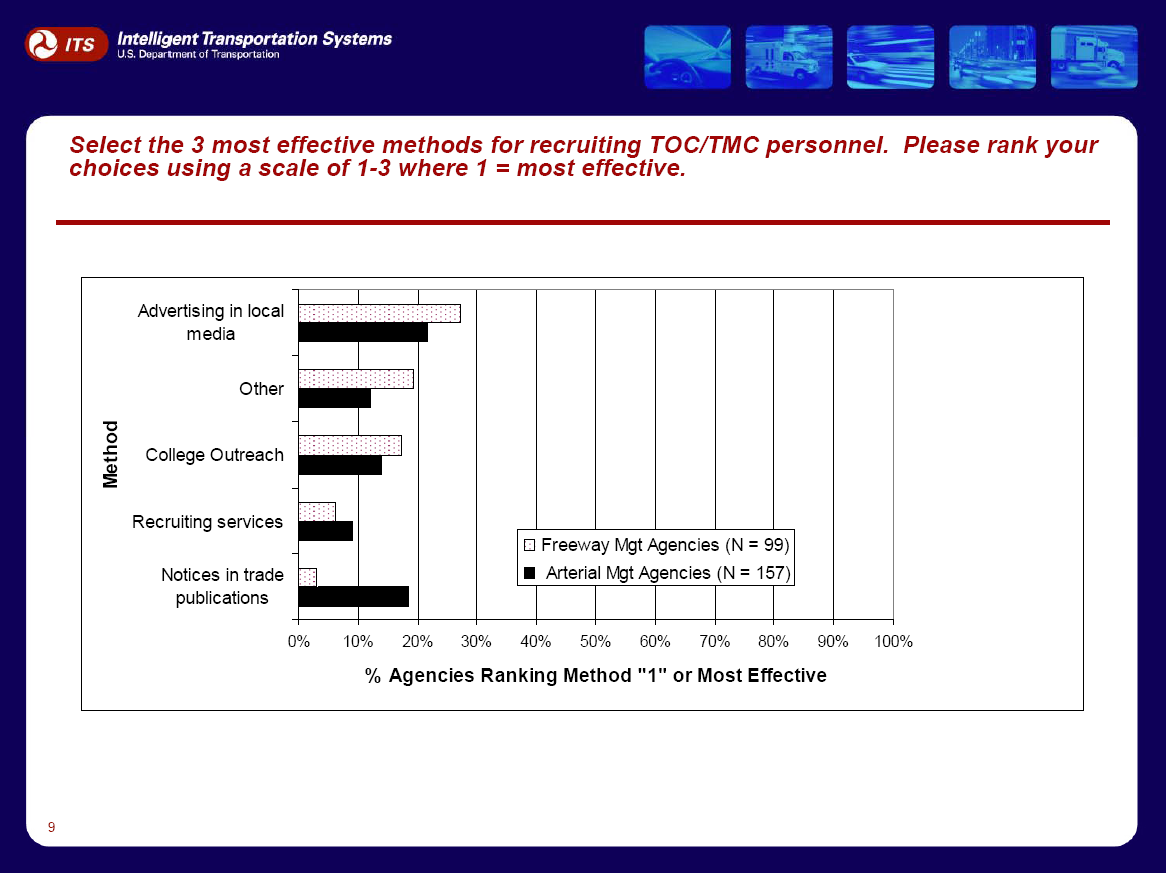 ITS
Intelligent Transportation Systems
U.S. Department of Transportation
Select the 3 most effective methods for recruiting TOC/TMC personnel.  Please rank your
choices using a scale of 1-3 where 1 = most effective.
Method
Advertising in local
media
Other
College Outreach
Recruiting services
Notices in trade
publications
Freeway Mgt Agencies (N = 99)
Arterial Mgt Agencies (N = 157)
0% 10% 20% 30% 40% 50% 60% 70% 80% 90% 100%
% Agencies Ranking Method "1" or Most Effective
9